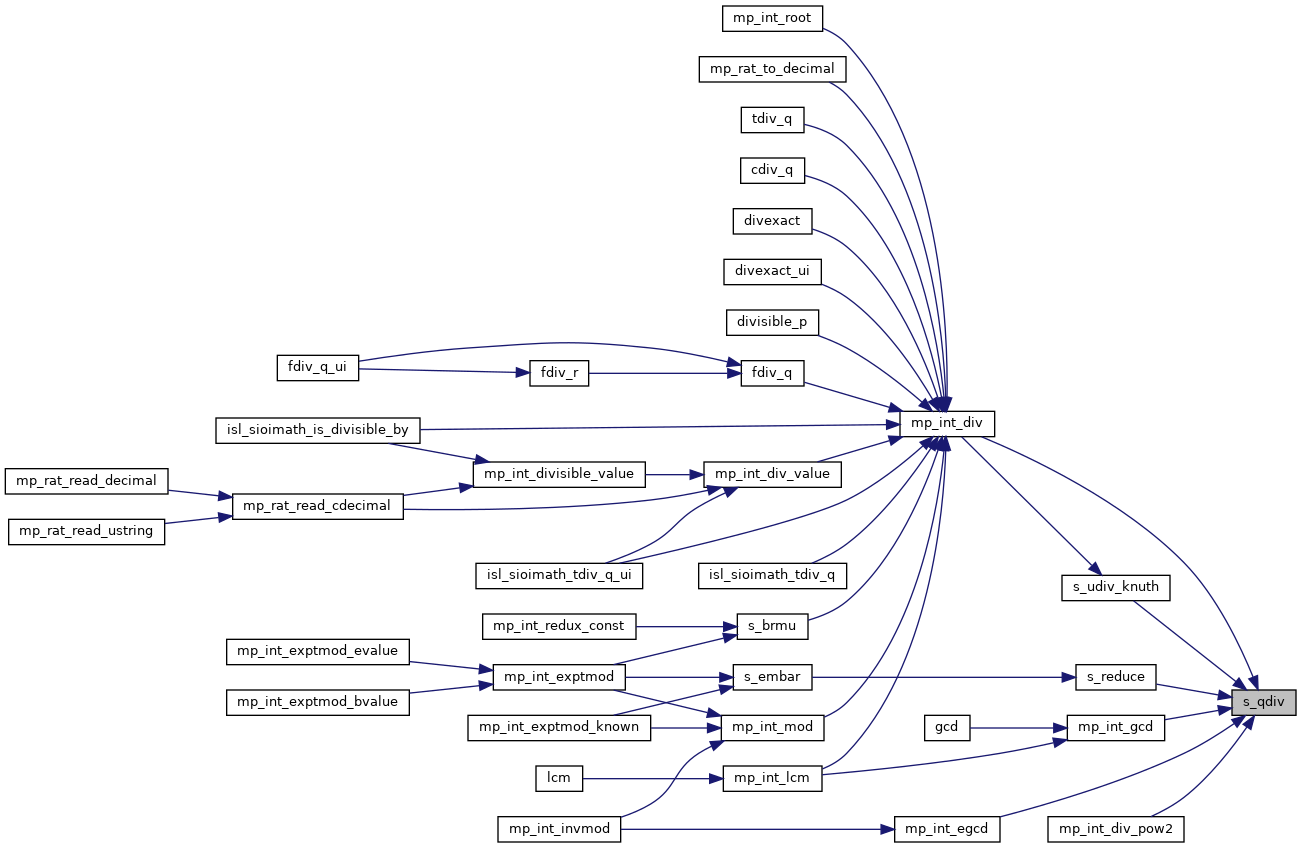 mp_int_root
mp_rat_to_decimal
tdiv_q
cdiv_q
divexact
divexact_ui
divisible_p
fdiv_q_ui
fdiv_r
fdiv_q
isl_sioimath_is_divisible_by
mp_int_div
mp_rat_read_decimal
mp_int_divisible_value
mp_int_div_value
mp_rat_read_cdecimal
mp_rat_read_ustring
isl_sioimath_tdiv_q_ui
isl_sioimath_tdiv_q
s_udiv_knuth
mp_int_redux_const
s_brmu
mp_int_exptmod_evalue
mp_int_exptmod
s_embar
s_reduce
mp_int_exptmod_bvalue
s_qdiv
mp_int_exptmod_known
mp_int_mod
gcd
mp_int_gcd
lcm
mp_int_lcm
mp_int_invmod
mp_int_egcd
mp_int_div_pow2